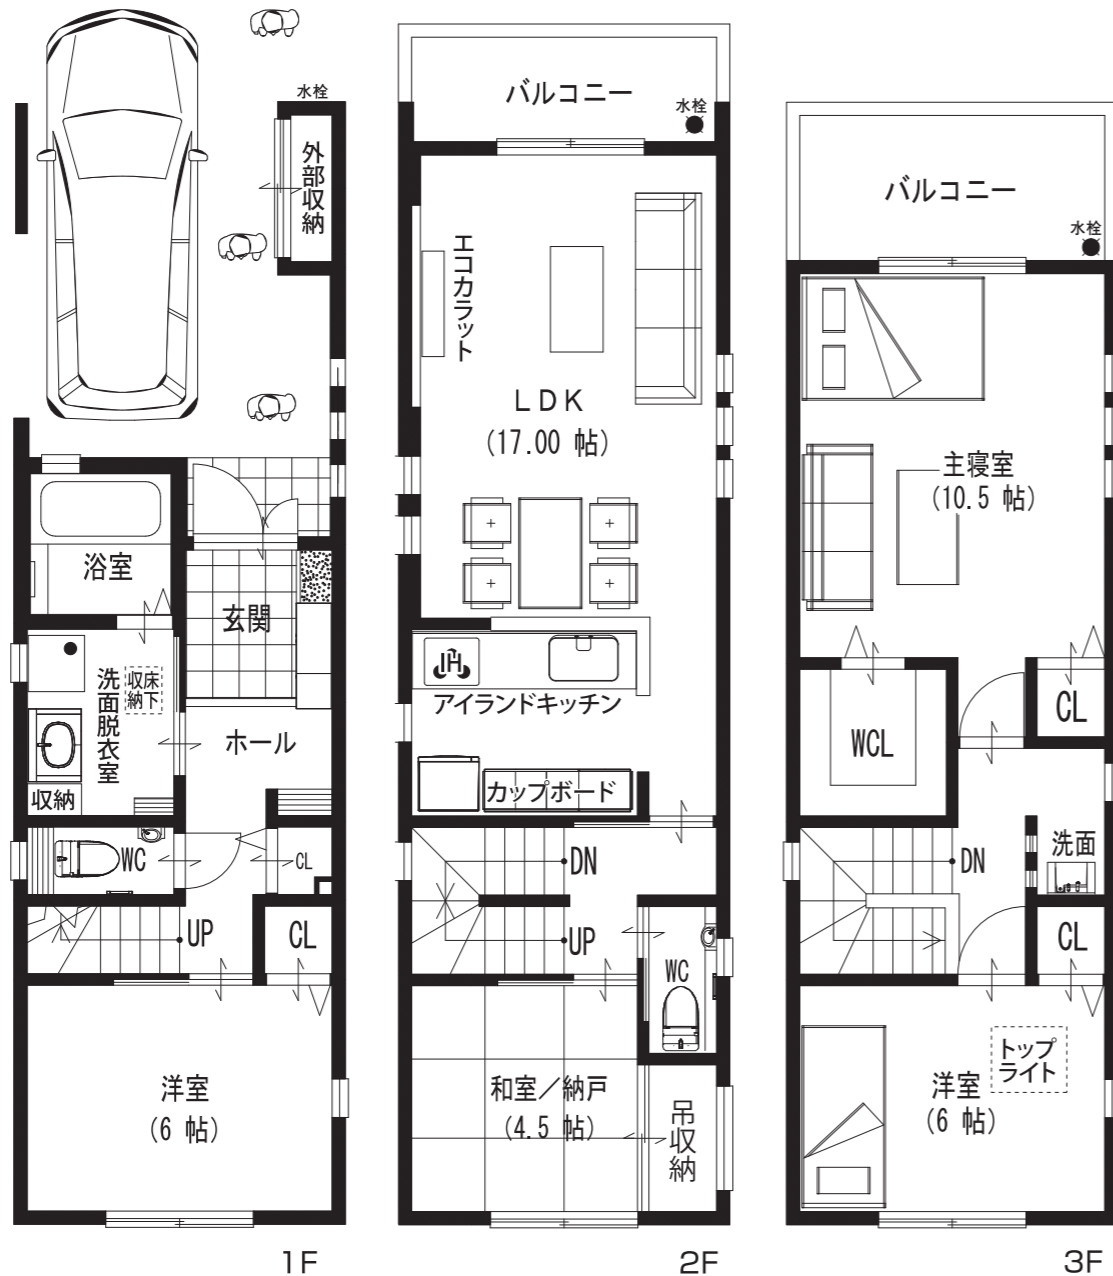 水栓
外部収納
浴室
玄関
洗面脱衣室
床下
収納
ホール
収納
WC
CL
UP
CL
洋室
(6 帖)
1F
バルコニー
水栓
エコカラット
LDK
(17.00 帖)
IH
アイランドキッチン
カップボード
DN
UP
WC
和室/納戸
(4.5 帖)
吊収納
2F
バルコニー
水栓
主寝室
(10.5 帖)
WCL
CL
DN
洗面
CL
トップ
ライト
洋室
(6 帖)
3F